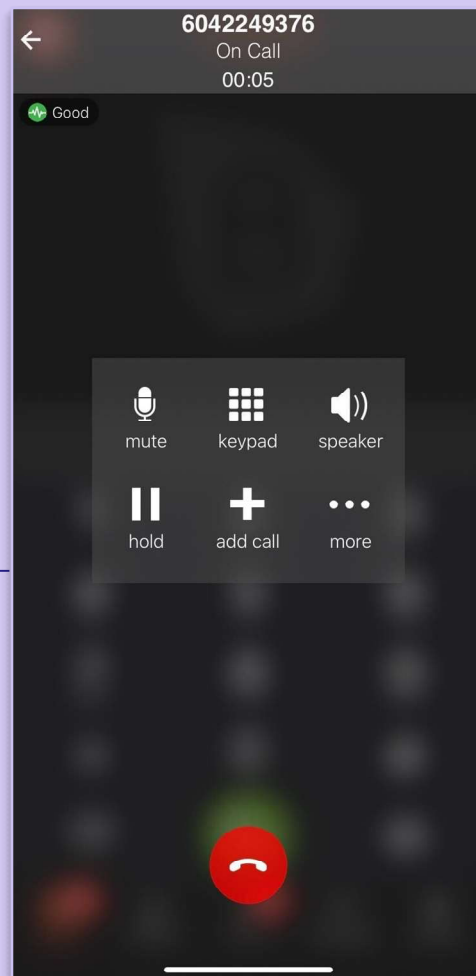 6042249376
On Call
00:05
Good
mute keypad speaker
hold add call more